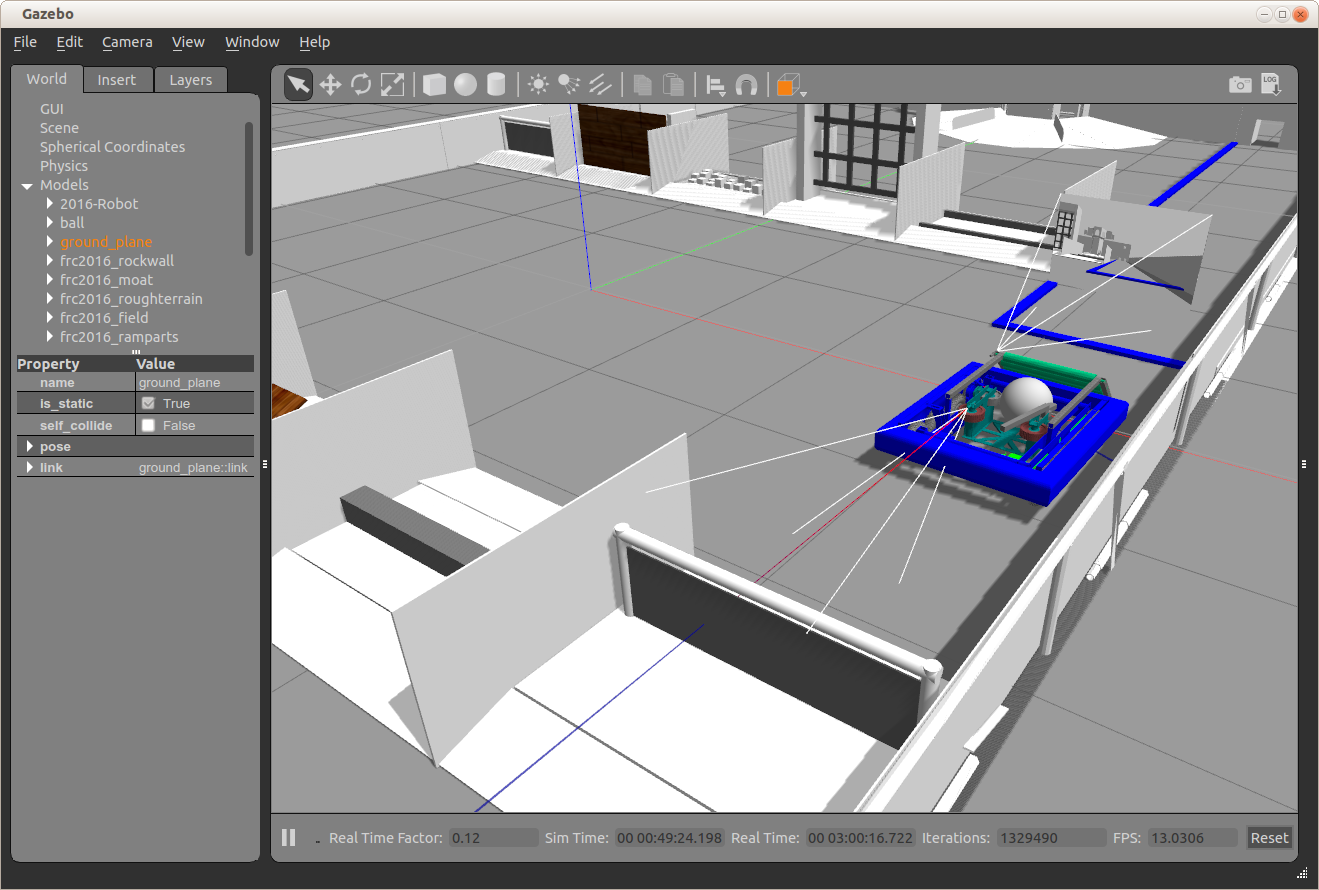 Gazebo
File Edit Camera View Window Help
World Insert Layers
LOG
GUI
Scene
Spherical Coordinates
Physics
Models
2016-Robot
ball
ground_plane
frc2016_rockwall
frc2016_moat
frc2016_roughterrain
frc2016_field
frc2016_ramparts
Property Value
name ground_plane
is_static True
self_collide False
pose
link ground_plane::link
Real Time Factor: 0.12 Sim Time: 00 00:49:24.198 Real Time: 00 03:00:16.722 Iterations: 1329490 FPS: 13.0306 Reset